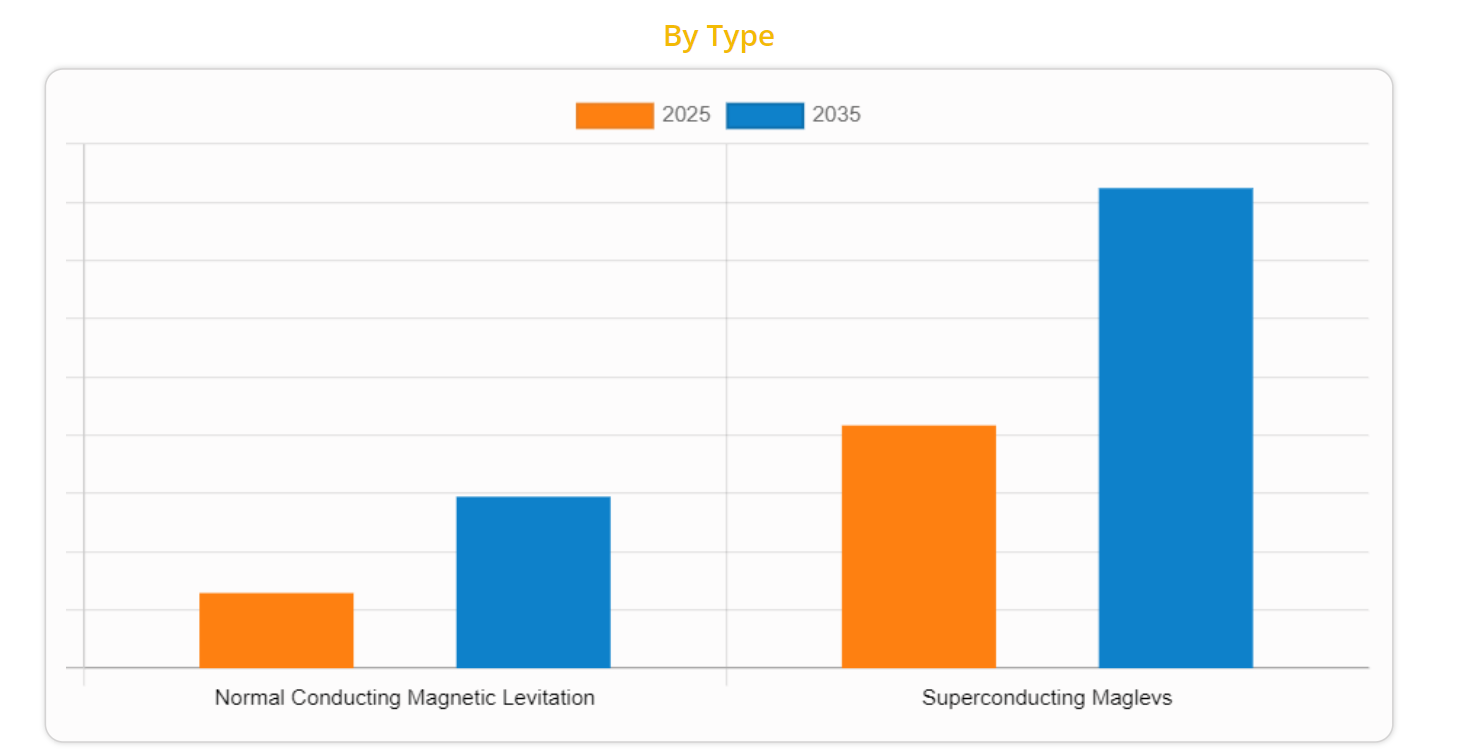 By Type
2025 2035
Normal Conducting Magnetic Levitation Superconducting Maglevs